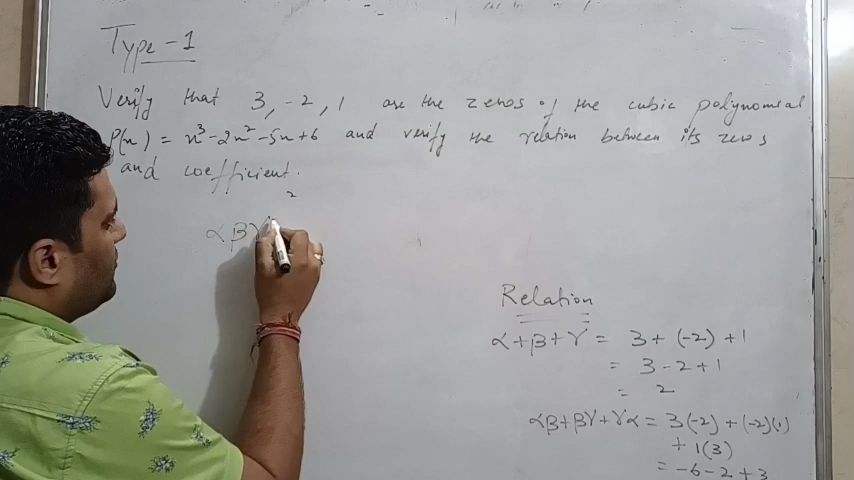 Type-1
Verify that 3, -2, 1 are the zeros of the cubic polynomial
p(x) = x³-2x²-5x+6 and verify the relation between its zeros
and coefficient.
2
αβγ
Relation
α+β+γ = 3+(-2)+1
= 3-2+1
= 2
αβ+βγ+γα = 3(-2)+(-2)(1)
+ 1(3)
= -6-2+3